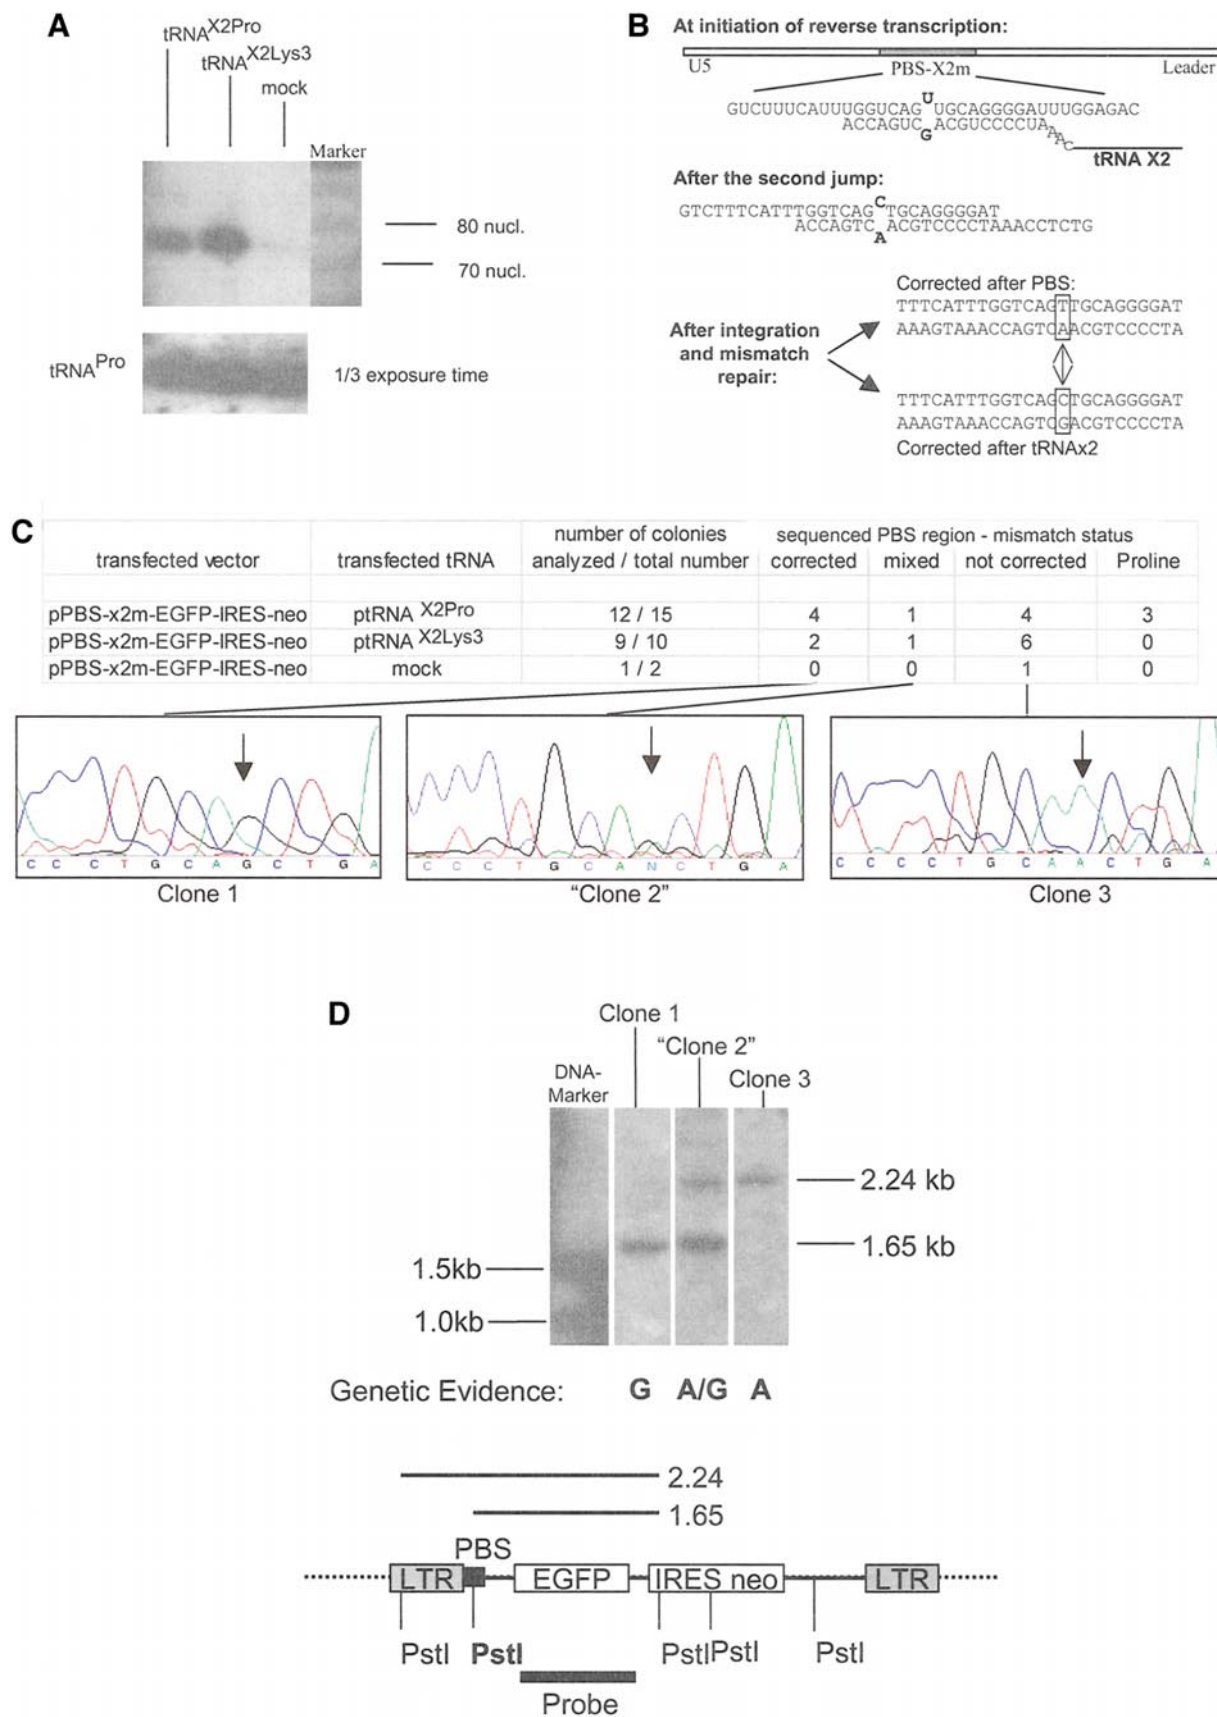 A
tRNA X2Pro
tRNA X2Lys3
mock
Marker
80 nucl.
70 nucl.
tRNA Pro
1/3 exposure time
B
At initiation of reverse transcription:
U5
PBS-X2m
Leader
GUCUUUCAUUUGGUCAG U UGCAGGGGAUUUGGAGAC
ACCAGUC G ACGUCCCCUAAAC
tRNA X2
After the second jump:
GTCTTTCATTTGGTCAG C TGCAGGGGAT
ACCAGTC A ACGTCCCCTAAACCTCTG
After integration
and mismatch
repair:
Corrected after PBS:
TTTCATTTGGTCAGTTGCAGGGGAT
AAAGTAAACCAGTCAACGTCCCCTA
TTTCATTTGGTCAGCTGCAGGGGAT
AAAGTAAACCAGTCGACGTCCCCTA
Corrected after tRNAx2
C
number of colonies sequenced PBS region - mismatch status
transfected vector transfected tRNA analyzed / total number corrected mixed not corrected Proline
pPBS-x2m-EGFP-IRES-neo ptRNA X2Pro 12 / 15 4 1 4 3
pPBS-x2m-EGFP-IRES-neo ptRNA X2Lys3 9 / 10 2 1 6 0
pPBS-x2m-EGFP-IRES-neo mock 1 / 2 0 0 1 0
C C C T G C A G C T G A
C C C T G C A N C T G A
C C C C T G C A A C T G A
Clone 1
"Clone 2"
Clone 3
D
Clone 1
"Clone 2"
Clone 3
DNA-
Marker
2.24 kb
1.65 kb
1.5kb
1.0kb
Genetic Evidence: G A/G A
2.24
1.65
PBS
LTR
EGFP
IRES neo
LTR
PstI
PstI
PstI
PstI
PstI
Probe